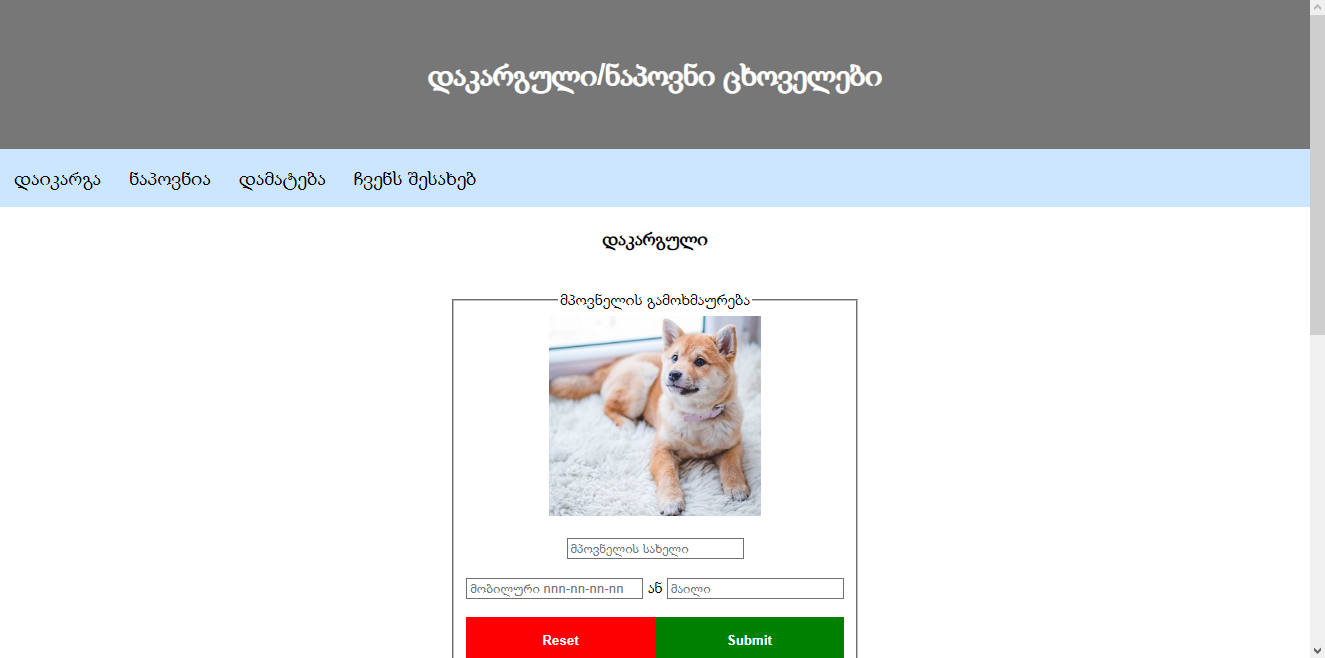 დაკარგული/ნაპოვნი ცხოველები
დაიკარგა ნაპოვნია დამატება ჩვენს შესახებ
დაკარგული
მპოვნელის გამოხმაურება
მპოვნელის სახელი
მობილური nnn-nn-nn-nn ან მაილი
Reset Submit